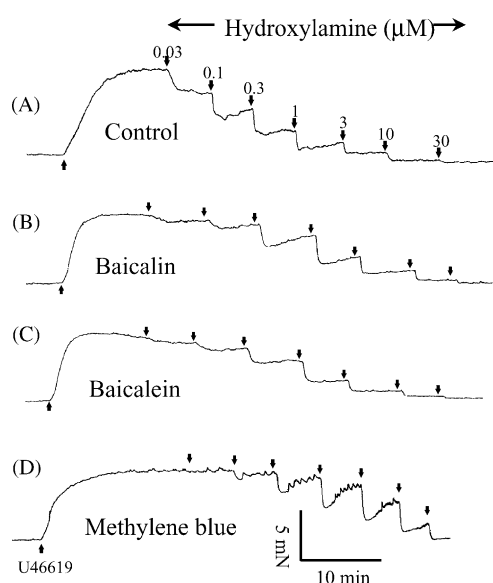 Hydroxylamine (µM)
0.03
0.1
0.3
1
3
10
30
(A)
Control
(B)
Baicalin
(C)
Baicalein
(D)
Methylene blue
U46619
5 mN
10 min